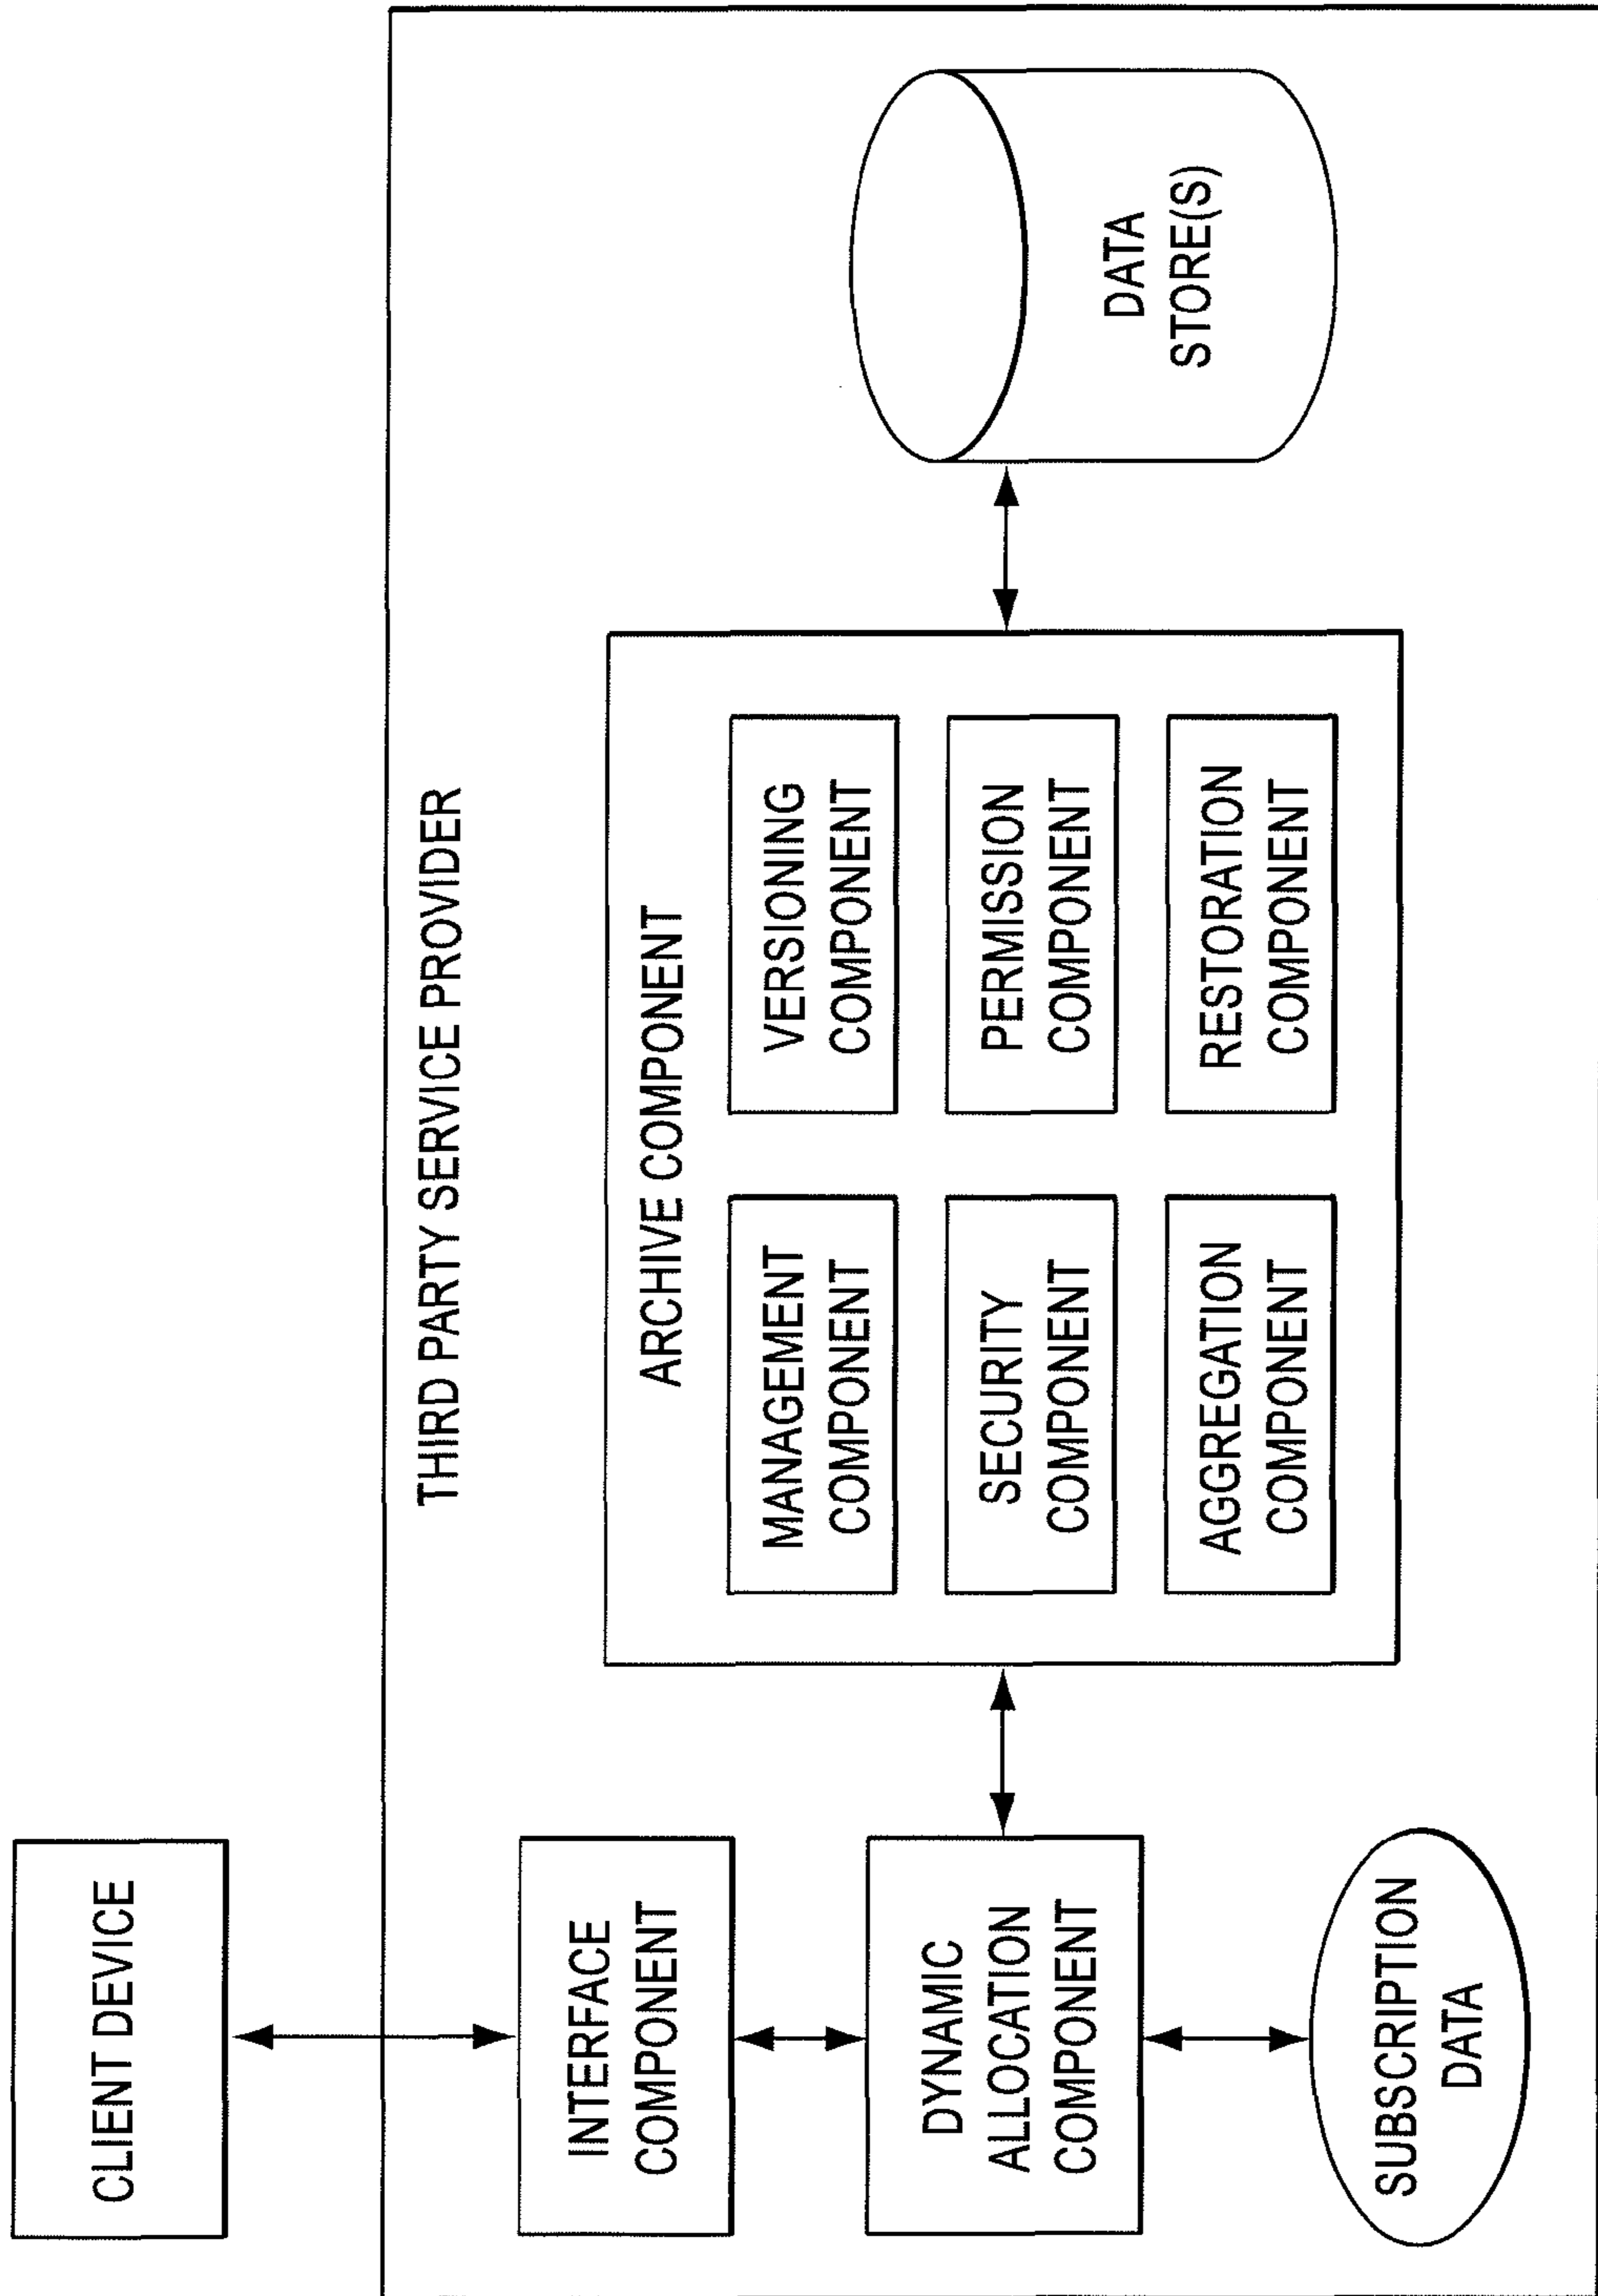 CLIENT DEVICE
THIRD PARTY SERVICE PROVIDER
INTERFACE
COMPONENT
DYNAMIC
ALLOCATION
COMPONENT
SUBSCRIPTION
DATA
ARCHIVE COMPONENT
MANAGEMENT
COMPONENT
VERSIONING
COMPONENT
SECURITY
COMPONENT
PERMISSION
COMPONENT
AGGREGATION
COMPONENT
RESTORATION
COMPONENT
DATA
STORE(S)